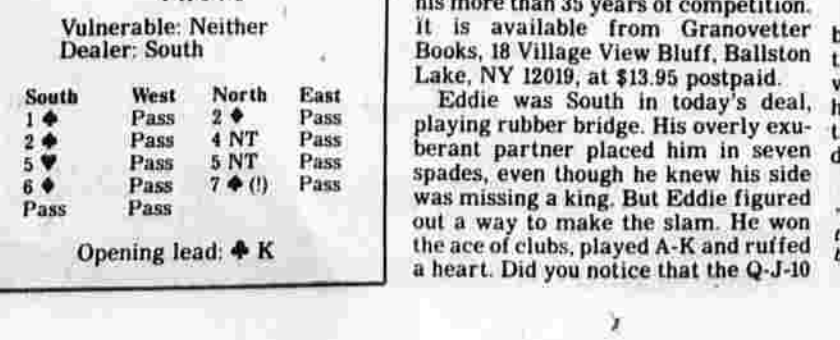 Vulnerable: Neither
Dealer: South
South West North East
1 ♠ Pass 2 ♦ Pass
2 ♠ Pass 4 NT Pass
5 ♥ Pass 5 NT Pass
6 ♦ Pass 7 ♠ (!) Pass
Pass Pass
Opening lead: ♣ K
his more than 35 years of competition.
It is available from Granovetter
Books, 18 Village View Bluff, Ballston
Lake, NY 12019, at $13.95 postpaid.
Eddie was South in today's deal,
playing rubber bridge. His overly exu-
berant partner placed him in seven
spades, even though he knew his side
was missing a king. But Eddie figured
out a way to make the slam. He won
the ace of clubs, played A-K and ruffed
a heart. Did you notice that the Q-J-10